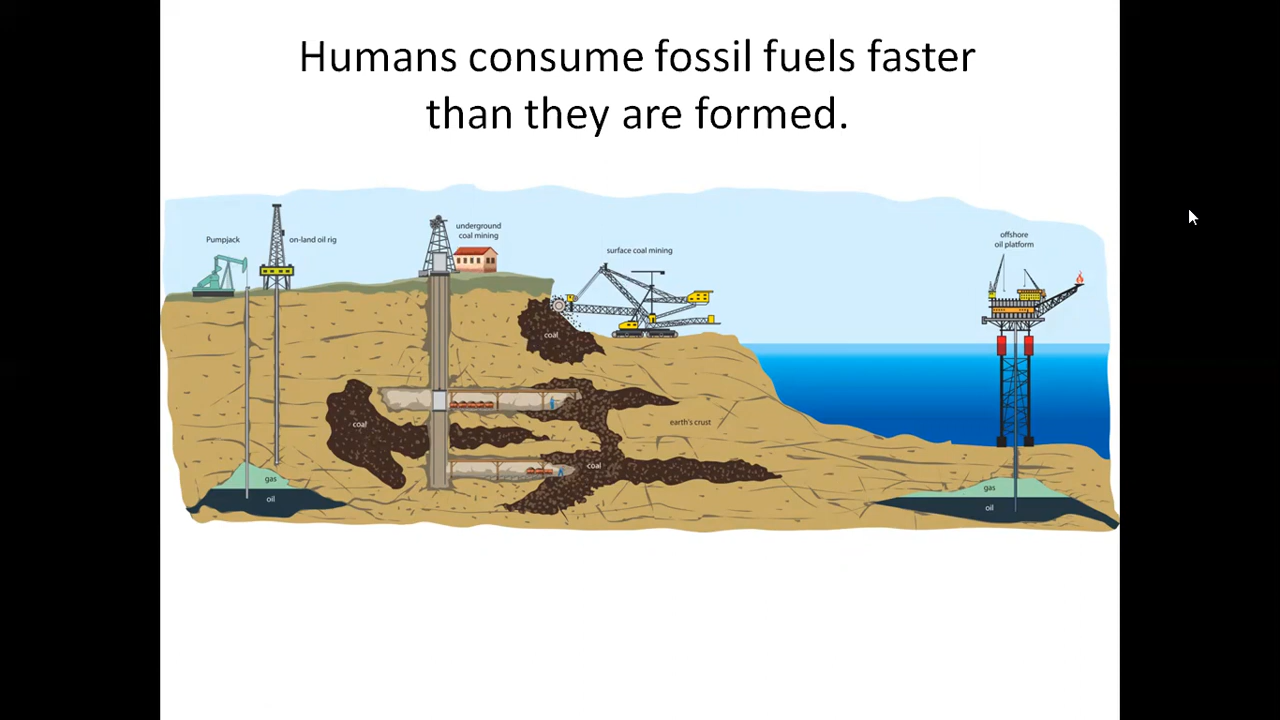 Humans consume fossil fuels faster
than they are formed.
Pumpjack
on-land oil rig
underground
coal mining
surface coal mining
offshore
oil platform
coal
coal
earth's crust
coal
gas
oil
gas
oil